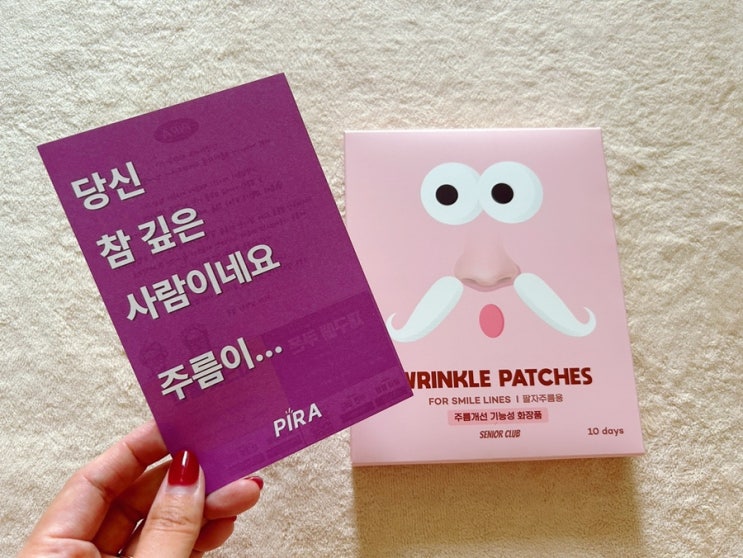 당신
참 깊은
사람이네요
주름이...
PIRA
WRINKLE PATCHES
FOR SMILE LINES | 팔자주름용
주름개선 기능성 화장품
SENIOR CLUB
10 days